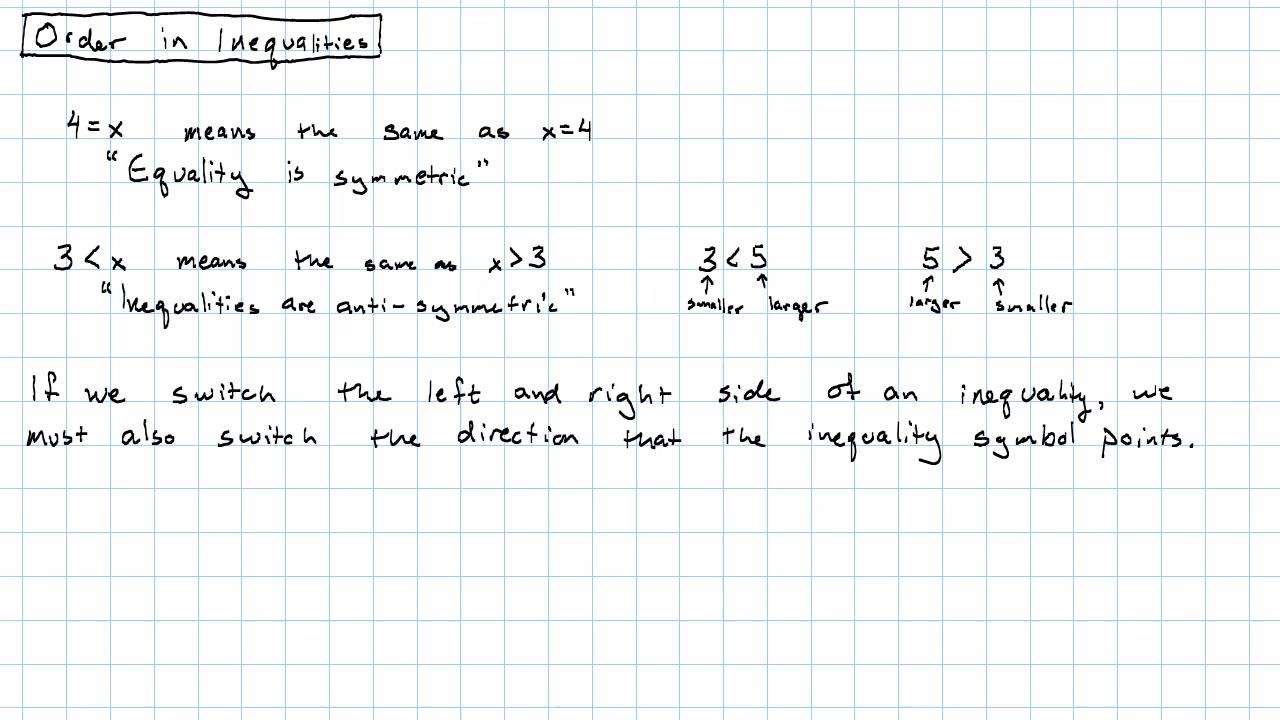 Order in Inequalities
4 = x means the same as x = 4
"Equality is symmetric"
3 < x means the same as x > 3
"Inequalities are anti-symmetric"
3 < 5
↑ ↑
smaller larger
5 > 3
↑ ↑
larger smaller
If we switch the left and right side of an inequality, we
must also switch the direction that the inequality symbol points.